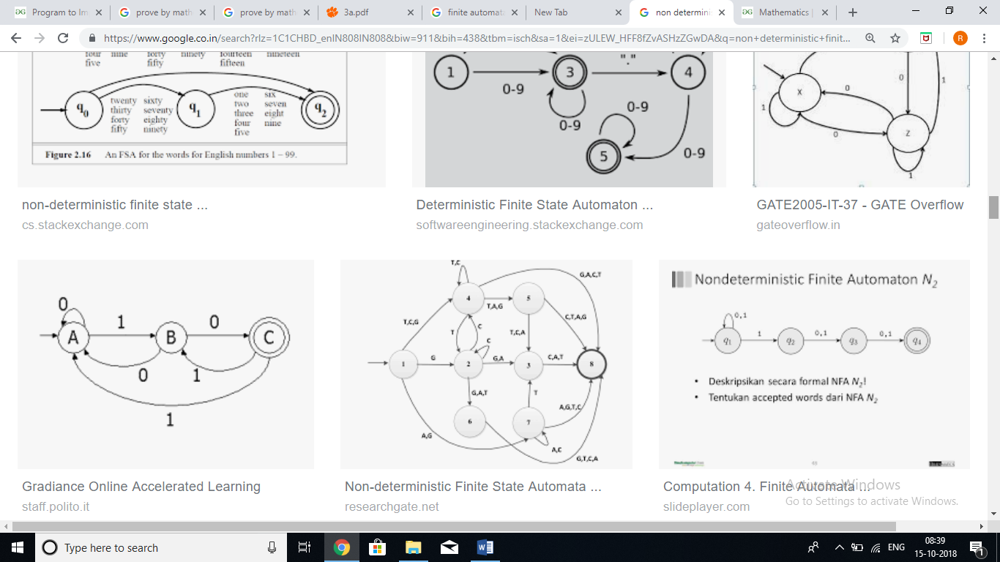 Program to Im
prove by math
prove by math
3a.pdf
finite automata
New Tab
non determini
Mathematics |
https://www.google.co.in/search?rlz=1C1CHBD_enIN808IN808&biw=911&bih=438&tbm=isch&sa=1&ei=zULEW_HFF8fZvASHzZGwDA&q=non+deterministic+finit...
R
four nine forty ninety fourteen nineteen
five fifty fifteen
q0 q1 q2
twenty sixty
thirty seventy
forty eighty
fifty ninety
one six
two seven
three eight
four nine
five
Figure 2.16 An FSA for the words for English numbers 1 – 99.
1 3 4
"."
0-9
0-9
0-9
5
0-9
X
Z
0
1
0
1
0
1
non-deterministic finite state ...
cs.stackexchange.com
Deterministic Finite State Automaton ...
softwareengineering.stackexchange.com
GATE2005-IT-37 - GATE Overflow
gateoverflow.in
0
1
0
A B C
0
1
1
T,C
G,A,C,T
4
T,A,G
5
T,C,G
C,T,A,G
T
C
T,C,A
C
1
G
2
G,A
3
C,A,T
8
G,A,T
T
6
7
A,G,T,C
A,G
A,C
G,T,C,A
Nondeterministic Finite Automaton N2
0,1
q1
1
q2
0,1
q3
0,1
q4
• Deskripsikan secara formal NFA N2!
• Tentukan accepted words dari NFA N2
Gradiance Online Accelerated Learning
staff.polito.it
Non-deterministic Finite State Automata ...
researchgate.net
Computation 4. Finite Automata ...
slideplayer.com
Activate Windows
Go to Settings to activate Windows.
Type here to search
ENG
08:39
15-10-2018
1